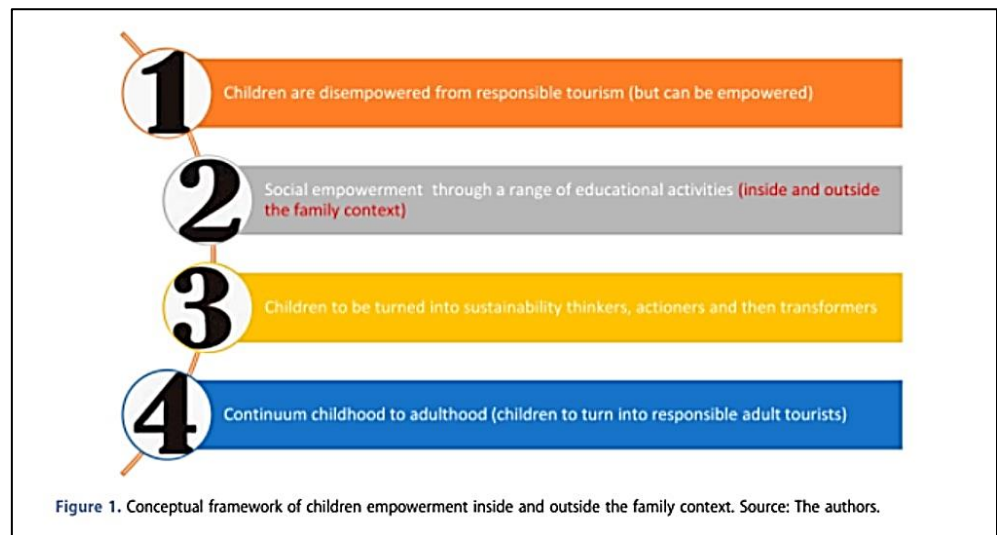 1
Children are disempowered from responsible tourism (but can be empowered)
2
Social empowerment through a range of educational activities (inside and outside
the family context)
3
Children to be turned into sustainability thinkers, actioners and then transformers
4
Continuum childhood to adulthood (children to turn into responsible adult tourists)
Figure 1. Conceptual framework of children empowerment inside and outside the family context. Source: The authors.